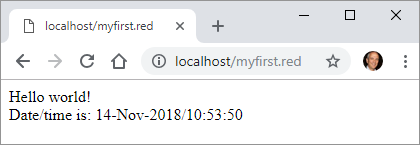 localhost/myfirst.red
localhost/myfirst.red
Hello world!
Date/time is: 14-Nov-2018/10:53:50